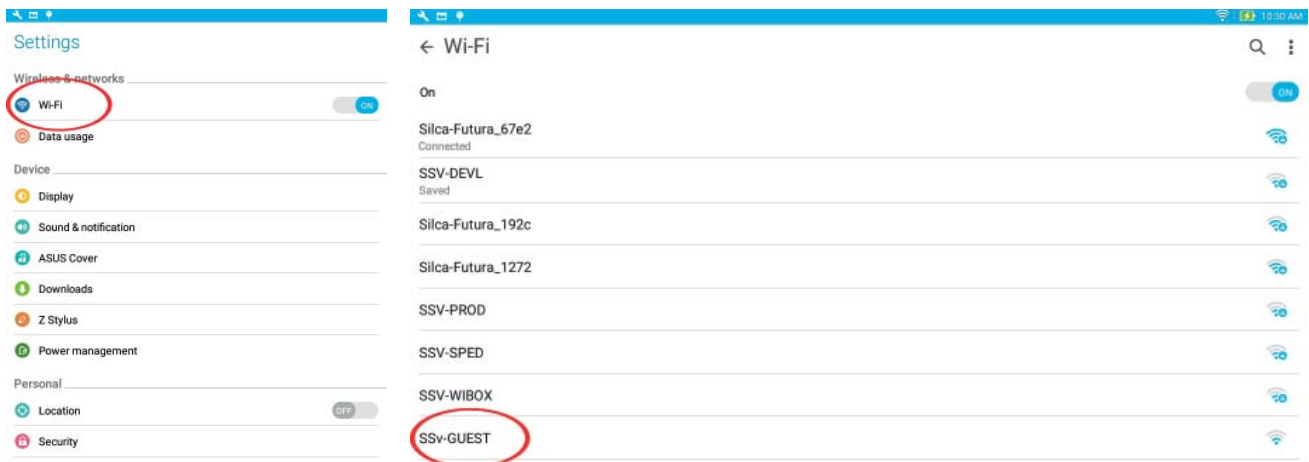 Settings
Wireless & networks
Wi-Fi
ON
Data usage
Device
Display
Sound & notification
ASUS Cover
Downloads
Z Stylus
Power management
Personal
Location
OFF
Security
10:30 AM
Wi-Fi
On
ON
Silca-Futura_67e2
Connected
SSV-DEVL
Saved
Silca-Futura_192c
Silca-Futura_1272
SSV-PROD
SSV-SPED
SSV-WIBOX
SSv-GUEST